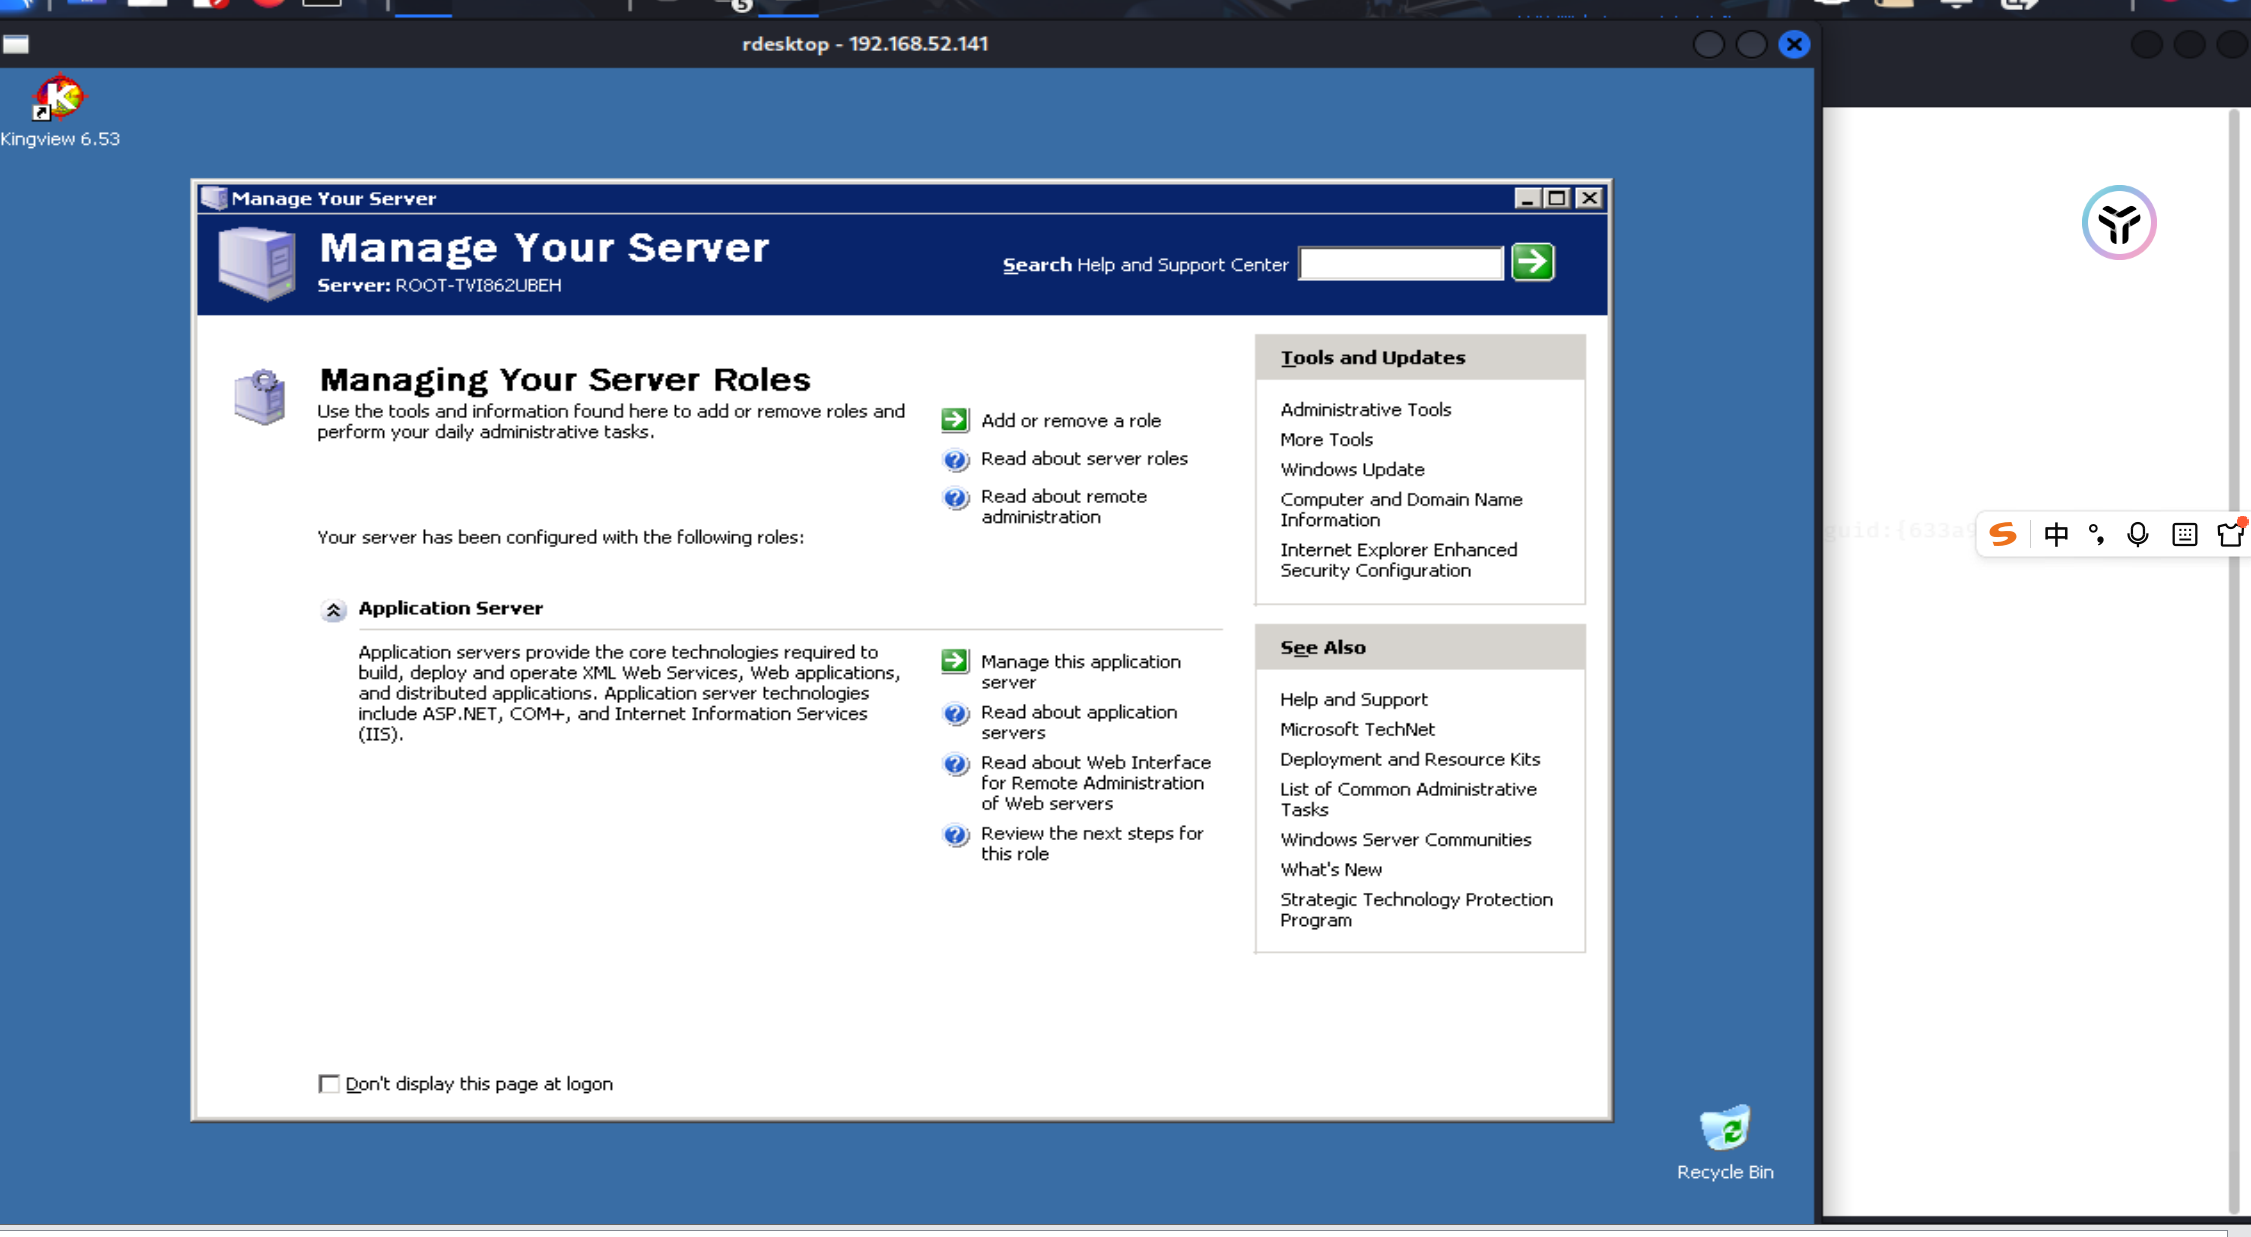 5
rdesktop - 192.168.52.141
Kingview 6.53
Manage Your Server
Manage Your Server
Server: ROOT-TVI862UBEH
Search Help and Support Center
Managing Your Server Roles
Use the tools and information found here to add or remove roles and
perform your daily administrative tasks.
Add or remove a role
Read about server roles
Read about remote
administration
Your server has been configured with the following roles:
Application Server
Application servers provide the core technologies required to
build, deploy and operate XML Web Services, Web applications,
and distributed applications. Application server technologies
include ASP.NET, COM+, and Internet Information Services
(IIS).
Manage this application
server
Read about application
servers
Read about Web Interface
for Remote Administration
of Web servers
Review the next steps for
this role
Tools and Updates
Administrative Tools
More Tools
Windows Update
Computer and Domain Name
Information
Internet Explorer Enhanced
Security Configuration
See Also
Help and Support
Microsoft TechNet
Deployment and Resource Kits
List of Common Administrative
Tasks
Windows Server Communities
What's New
Strategic Technology Protection
Program
Don't display this page at logon
Recycle Bin
guid:{633a9
中